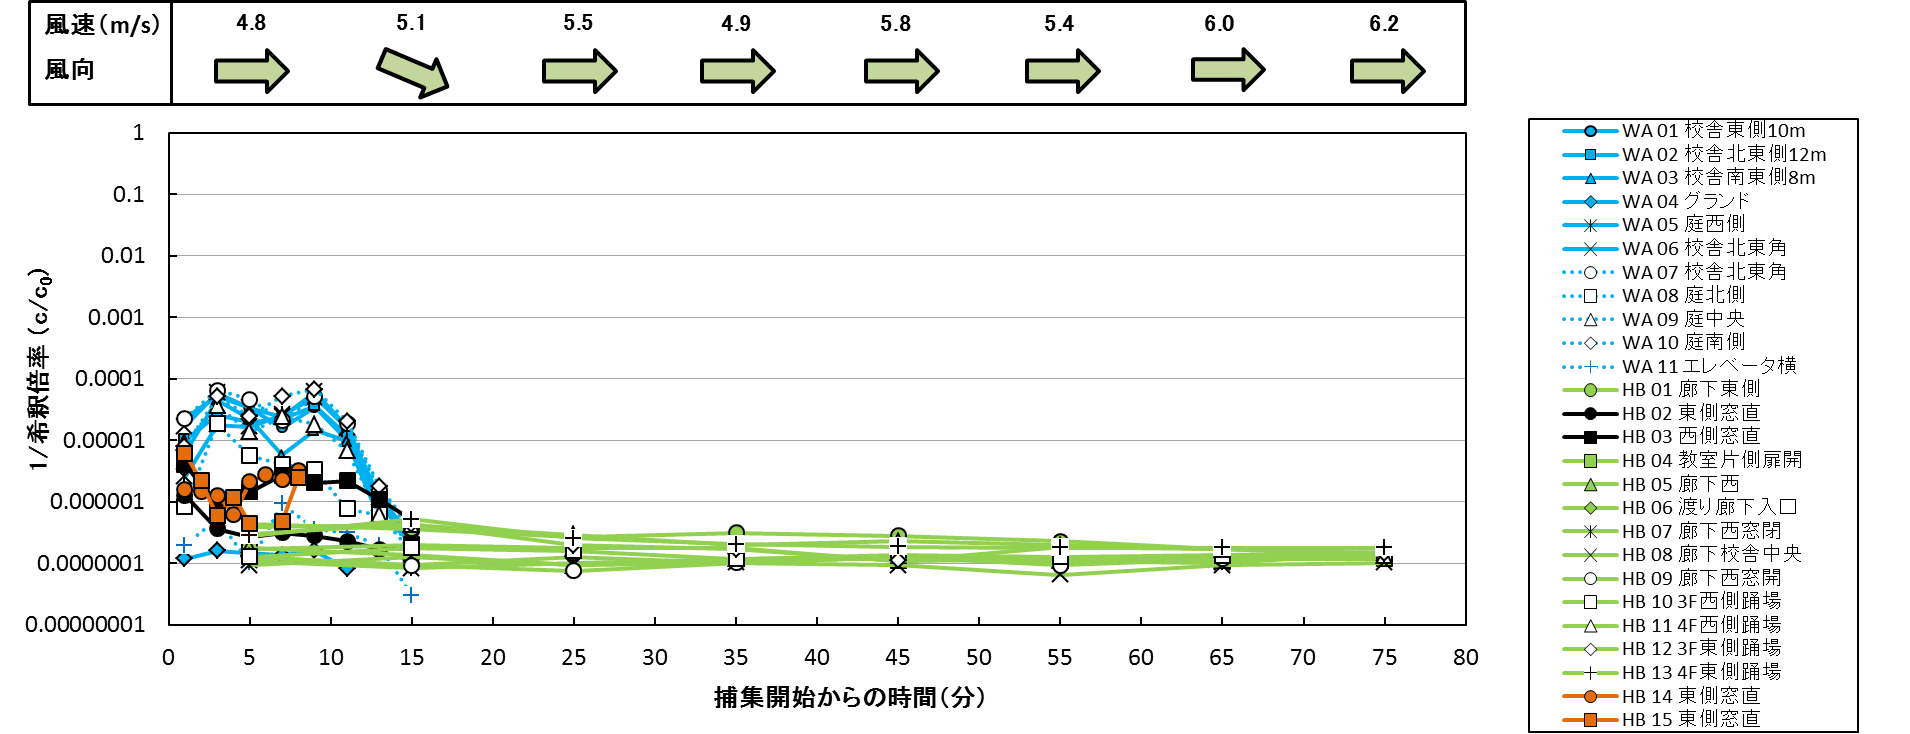 風速(m/s) 4.8 5.1 5.5 4.9 5.8 5.4 6.0 6.2
風向
1/希釈倍率 (c/c0)
1
0.1
0.01
0.001
0.0001
0.00001
0.000001
0.0000001
0.00000001
0 5 10 15 20 25 30 35 40 45 50 55 60 65 70 75 80
捕集開始からの時間(分)
WA 01 校舎東側10m
WA 02 校舎北東側12m
WA 03 校舎南東側8m
WA 04 グランド
WA 05 庭西側
WA 06 校舎北東角
WA 07 校舎北東角
WA 08 庭北側
WA 09 庭中央
WA 10 庭南側
WA 11 エレベータ横
HB 01 廊下東側
HB 02 東側窓直
HB 03 西側窓直
HB 04 教室片側扉開
HB 05 廊下西
HB 06 渡り廊下入口
HB 07 廊下西窓閉
HB 08 廊下校舎中央
HB 09 廊下西窓開
HB 10 3F西側踊場
HB 11 4F西側踊場
HB 12 3F東側踊場
HB 13 4F東側踊場
HB 14 東側窓直
HB 15 東側窓直